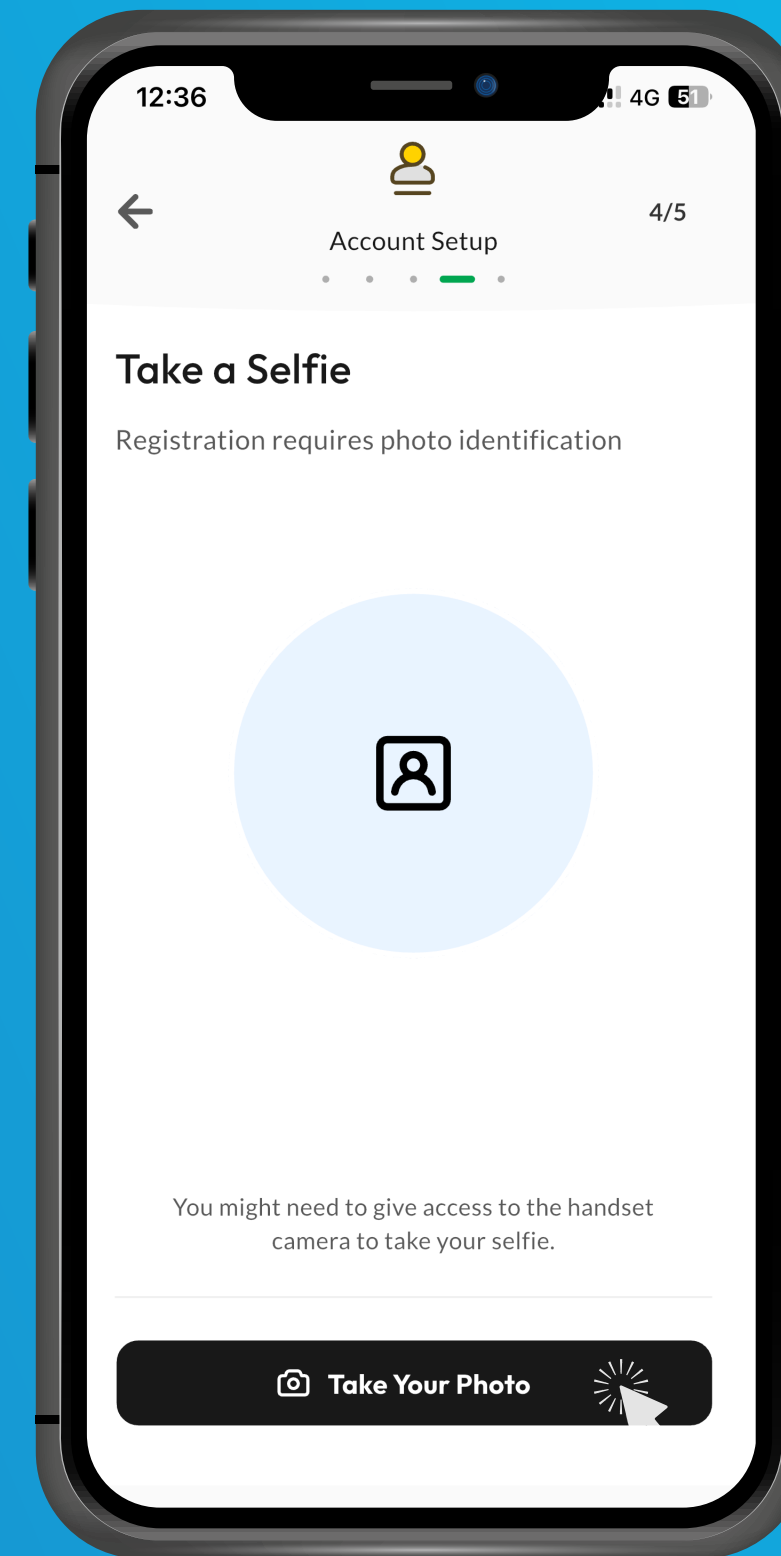 12:36
4G 51
4/5
Account Setup
Take a Selfie
Registration requires photo identification
You might need to give access to the handset
camera to take your selfie.
Take Your Photo